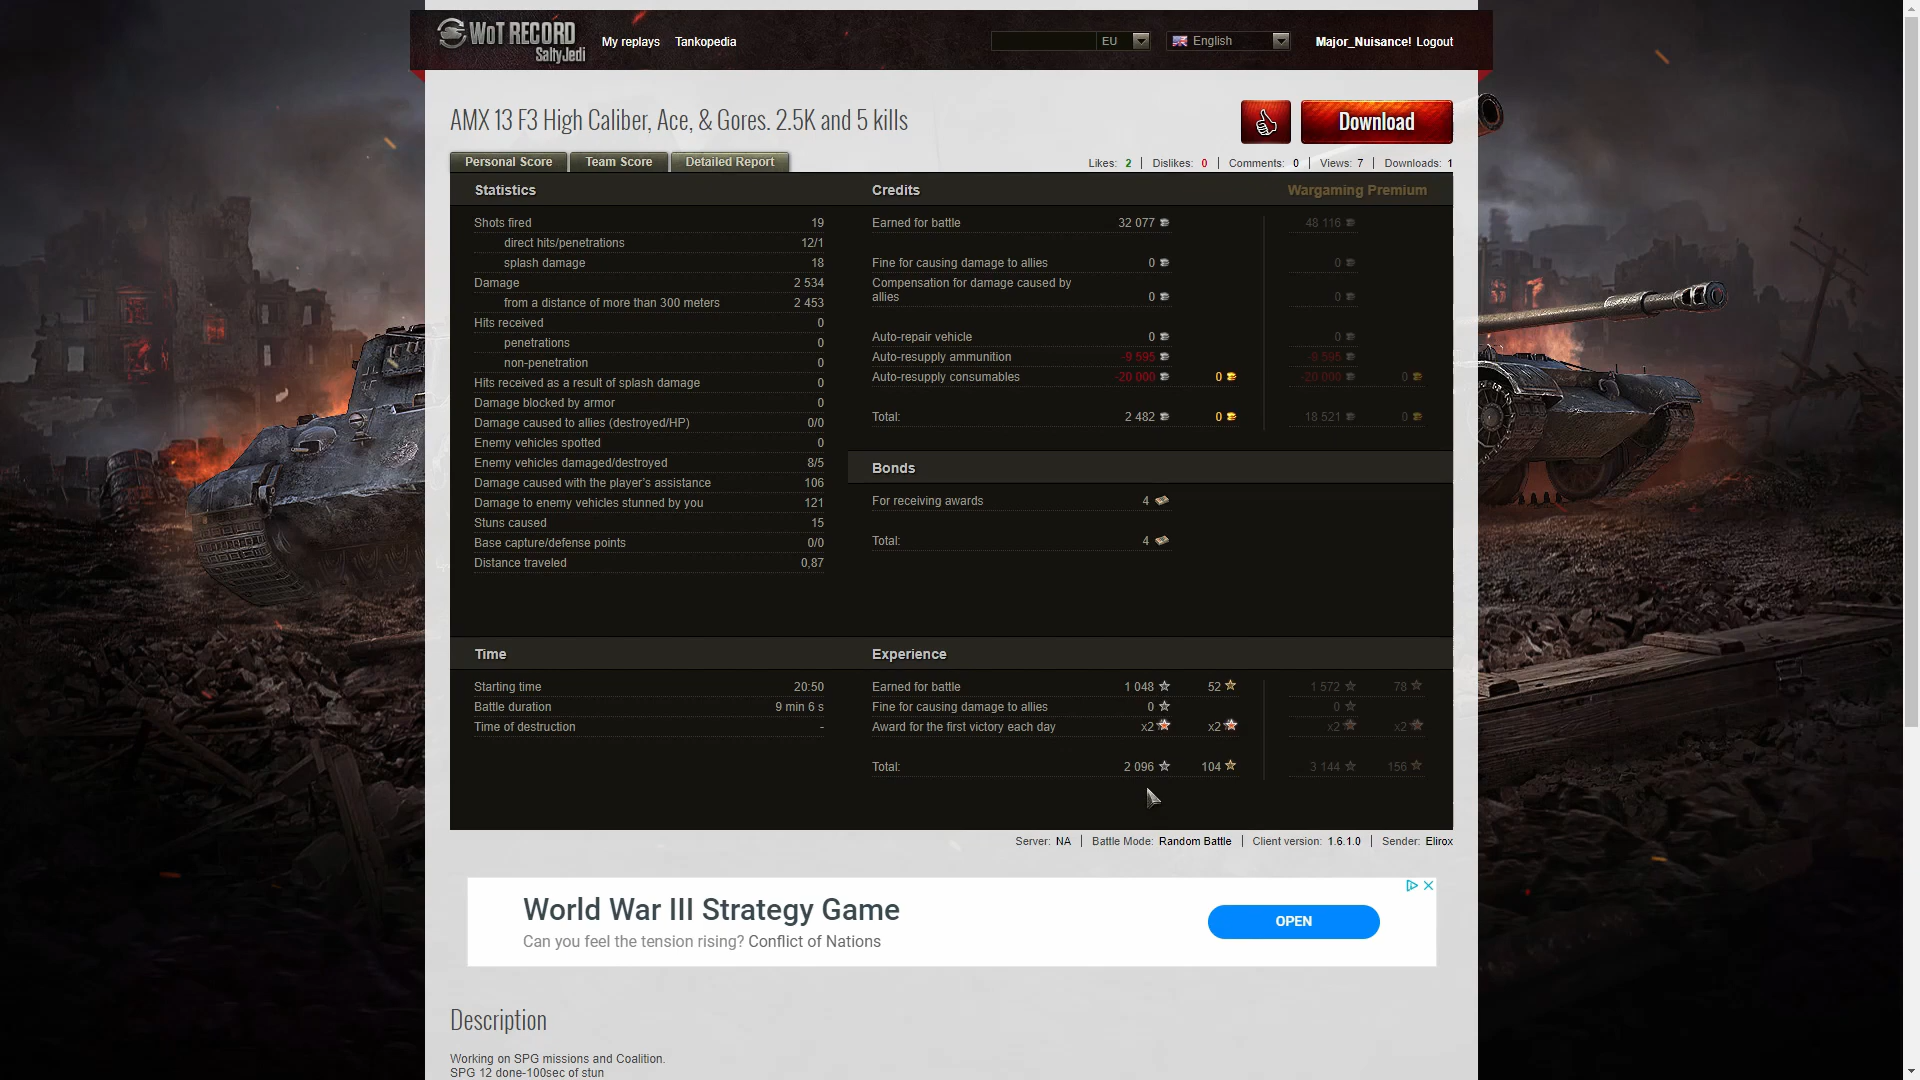 WoT RECORD
SaltyJedi
My replays Tankopedia
EU
English
Major_Nuisance! Logout
AMX 13 F3 High Caliber, Ace, & Gores. 2.5K and 5 kills
Download
Personal Score Team Score Detailed Report
Likes: 2 | Dislikes: 0 | Comments: 0 | Views: 7 | Downloads: 1
Statistics
Shots fired 19
direct hits/penetrations 12/1
splash damage 18
Damage 2 534
from a distance of more than 300 meters 2 453
Hits received 0
penetrations 0
non-penetration 0
Hits received as a result of splash damage 0
Damage blocked by armor 0
Damage caused to allies (destroyed/HP) 0/0
Enemy vehicles spotted 0
Enemy vehicles damaged/destroyed 8/5
Damage caused with the player's assistance 106
Damage to enemy vehicles stunned by you 121
Stuns caused 15
Base capture/defense points 0/0
Distance traveled 0,87
Credits Wargaming Premium
Earned for battle 32 077 48 116
Fine for causing damage to allies 0 0
Compensation for damage caused by
allies 0 0
Auto-repair vehicle 0 0
Auto-resupply ammunition -9 595 -9 595
Auto-resupply consumables -20 000 0 -20 000 0
Total: 2 482 0 18 521 0
Bonds
For receiving awards 4
Total: 4
Time
Starting time 20:50
Battle duration 9 min 6 s
Time of destruction -
Experience
Earned for battle 1 048 52 1 572 78
Fine for causing damage to allies 0 0
Award for the first victory each day x2 x2 x2 x2
Total: 2 096 104 3 144 156
Server: NA | Battle Mode: Random Battle | Client version: 1.6.1.0 | Sender: Elirox
World War III Strategy Game
Can you feel the tension rising? Conflict of Nations
OPEN
Description
Working on SPG missions and Coalition.
SPG 12 done-100sec of stun